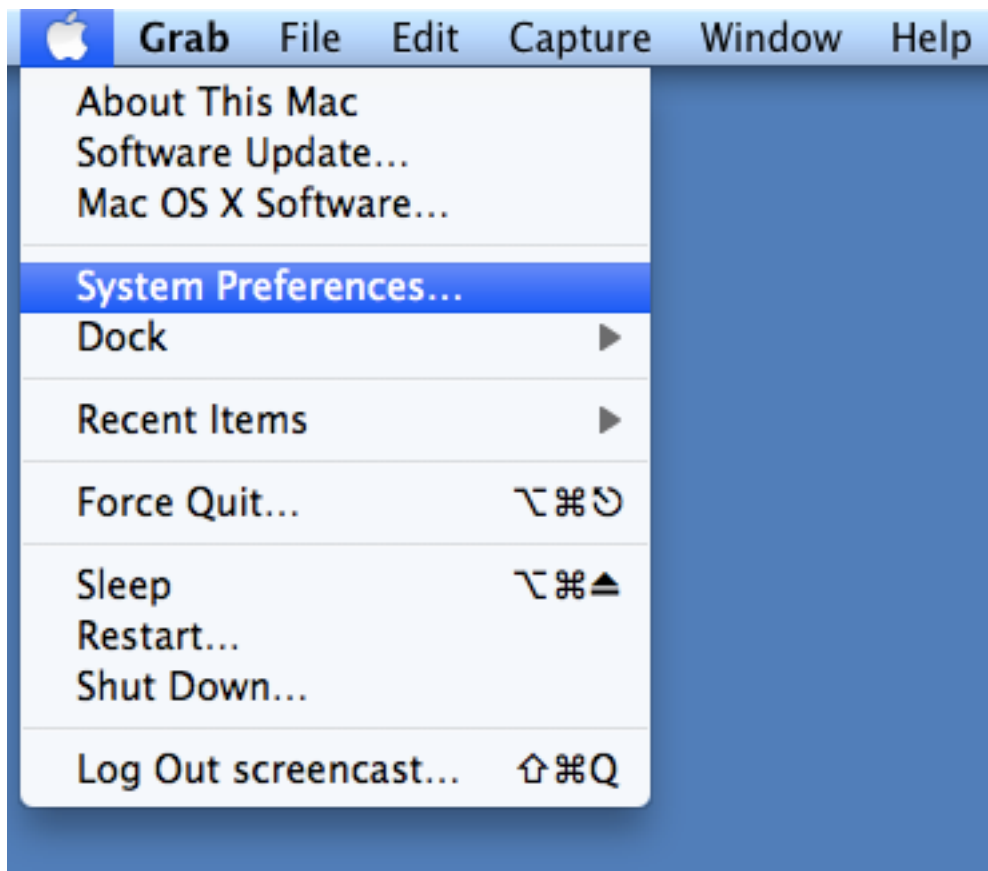 Grab File Edit Capture Window Help
About This Mac
Software Update...
Mac OS X Software...
System Preferences...
Dock ▶
Recent Items ▶
Force Quit... ⌥⌘⎋
Sleep ⌥⌘⏏
Restart...
Shut Down...
Log Out screencast... ⇧⌘Q